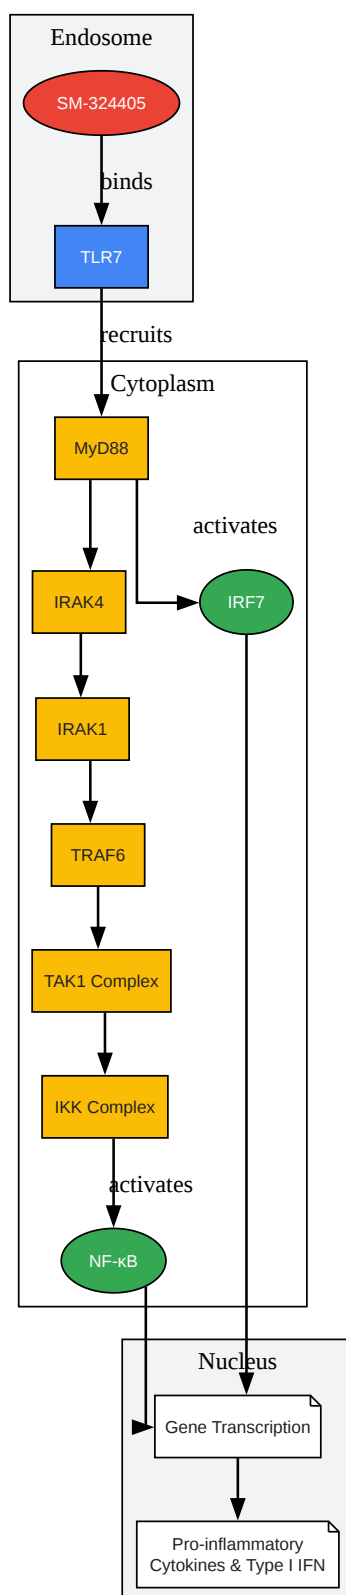 Endosome
SM-324405
binds
TLR7
recruits
Cytoplasm
MyD88
activates
IRAK4
IRF7
IRAK1
TRAF6
TAK1 Complex
IKK Complex
activates
NF-κB
Nucleus
Gene Transcription
Pro-inflammatory
Cytokines & Type I IFN